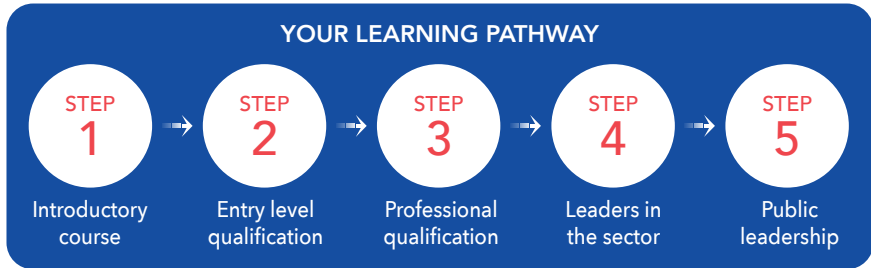 YOUR LEARNING PATHWAY
STEP
1
Introductory
course
STEP
2
Entry level
qualification
STEP
3
Professional
qualification
STEP
4
Leaders in
the sector
STEP
5
Public
leadership